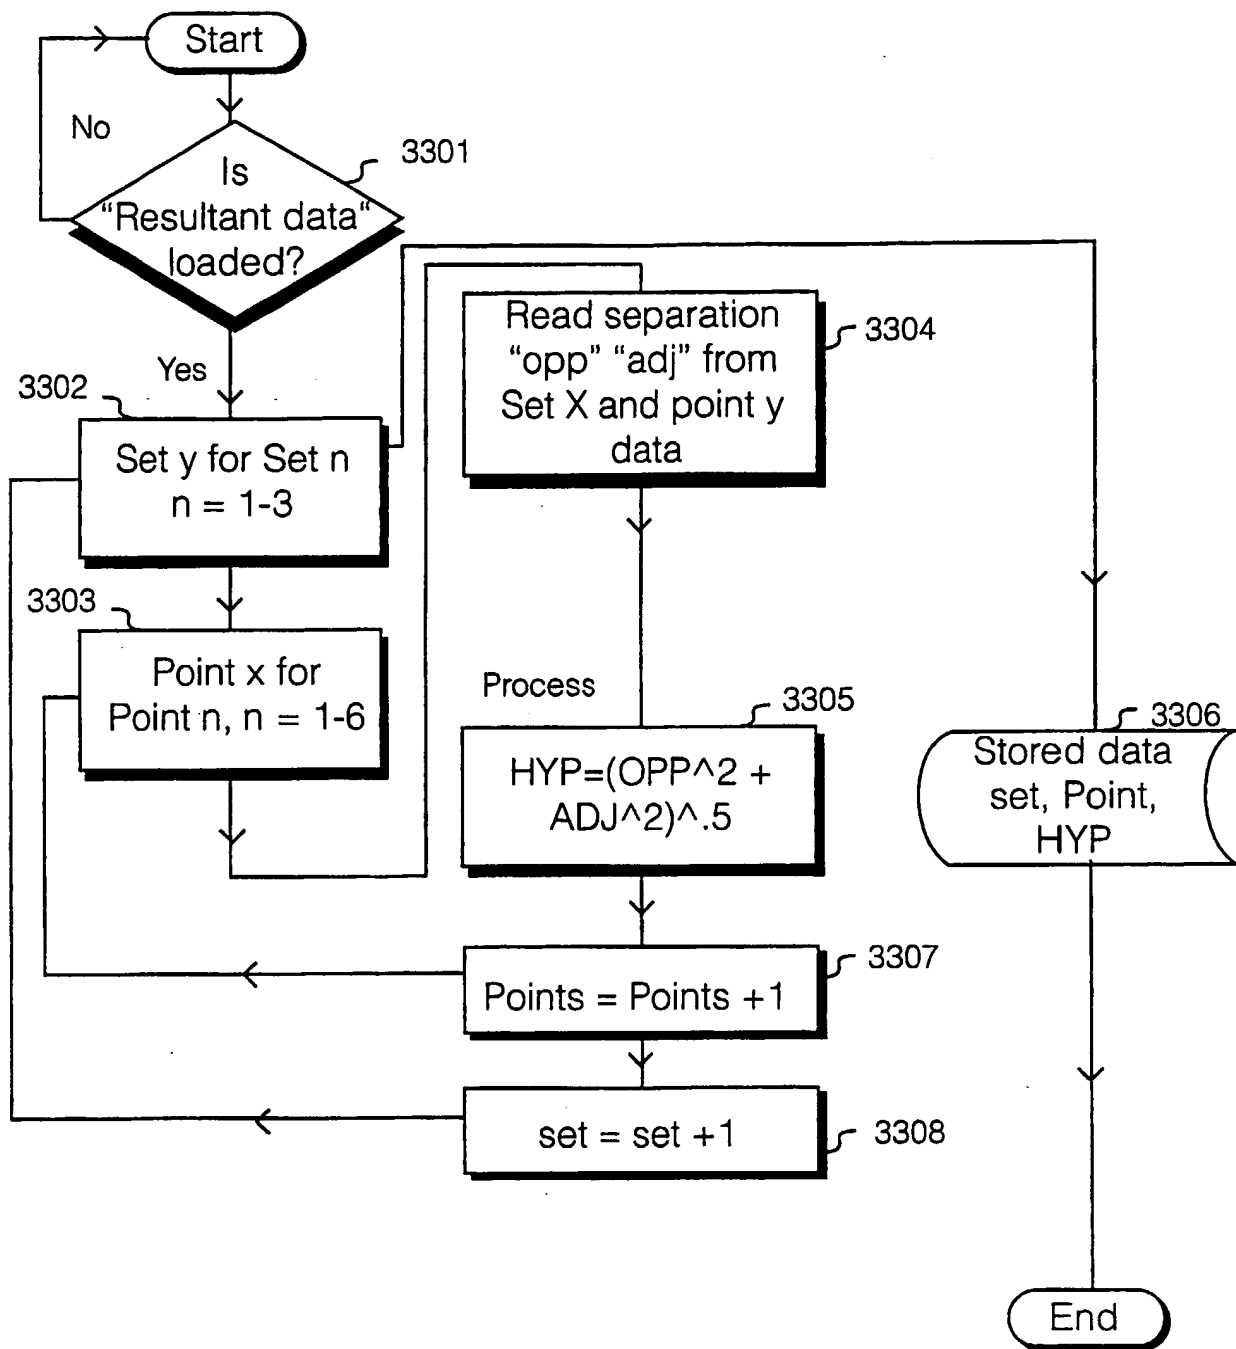 Start
No
3301
Is
“Resultant data“
loaded?
Yes
3302
Set y for Set n
n = 1-3
3303
Point x for
Point n, n = 1-6
Read separation
“opp” “adj” from
Set X and point y
data
3304
Process
3305
HYP=(OPP^2 +
ADJ^2)^.5
3306
Stored data
set, Point,
HYP
3307
Points = Points +1
set = set +1
3308
End